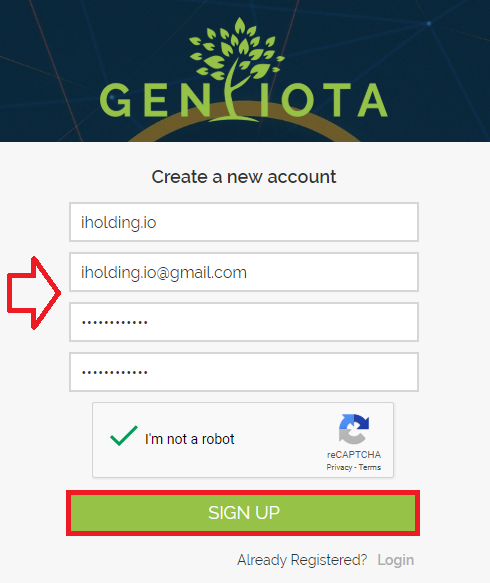 GENEIOTA
Create a new account
iholding.io
iholding.io@gmail.com
••••••••••••
••••••••••••
I'm not a robot
reCAPTCHA
Privacy - Terms
SIGN UP
Already Registered? Login